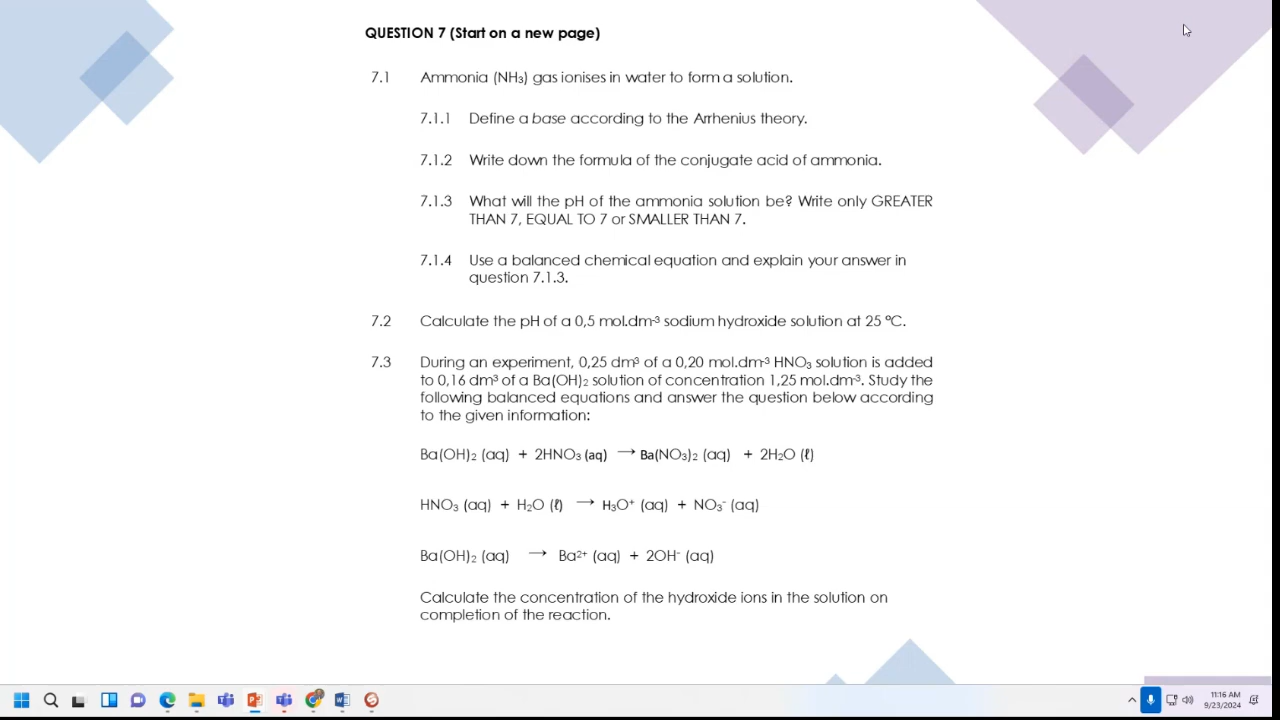 QUESTION 7 (Start on a new page)
7.1 Ammonia (NH₃) gas ionises in water to form a solution.
7.1.1 Define a base according to the Arrhenius theory.
7.1.2 Write down the formula of the conjugate acid of ammonia.
7.1.3 What will the pH of the ammonia solution be? Write only GREATER
THAN 7, EQUAL TO 7 or SMALLER THAN 7.
7.1.4 Use a balanced chemical equation and explain your answer in
question 7.1.3.
7.2 Calculate the pH of a 0,5 mol.dm⁻³ sodium hydroxide solution at 25 °C.
7.3 During an experiment, 0,25 dm³ of a 0,20 mol.dm⁻³ HNO₃ solution is added
to 0,16 dm³ of a Ba(OH)₂ solution of concentration 1,25 mol.dm⁻³. Study the
following balanced equations and answer the question below according
to the given information:
Ba(OH)₂ (aq) + 2HNO₃ (aq) → Ba(NO₃)₂ (aq) + 2H₂O (ℓ)
HNO₃ (aq) + H₂O (ℓ) → H₃O⁺ (aq) + NO₃⁻ (aq)
Ba(OH)₂ (aq) → Ba²⁺ (aq) + 2OH⁻ (aq)
Calculate the concentration of the hydroxide ions in the solution on
completion of the reaction.
11:16 AM
9/23/2024